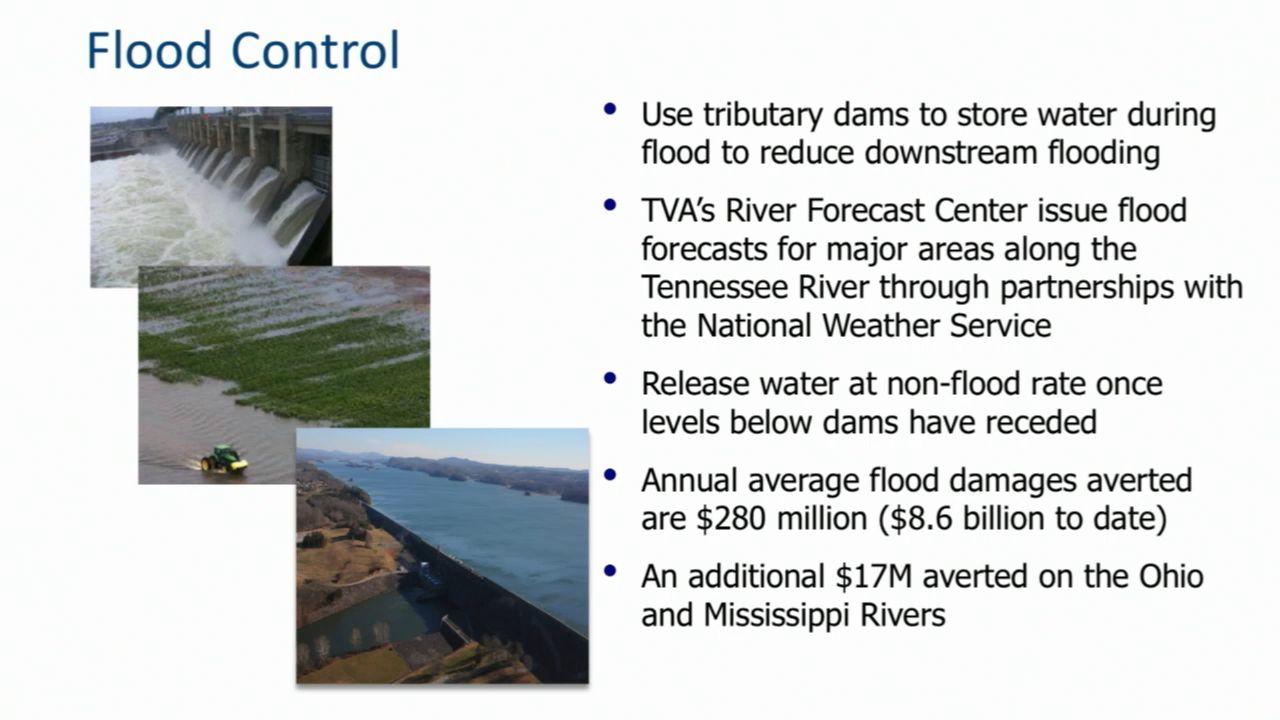 Flood Control
• Use tributary dams to store water during
flood to reduce downstream flooding
• TVA's River Forecast Center issue flood
forecasts for major areas along the
Tennessee River through partnerships with
the National Weather Service
• Release water at non-flood rate once
levels below dams have receded
• Annual average flood damages averted
are $280 million ($8.6 billion to date)
• An additional $17M averted on the Ohio
and Mississippi Rivers